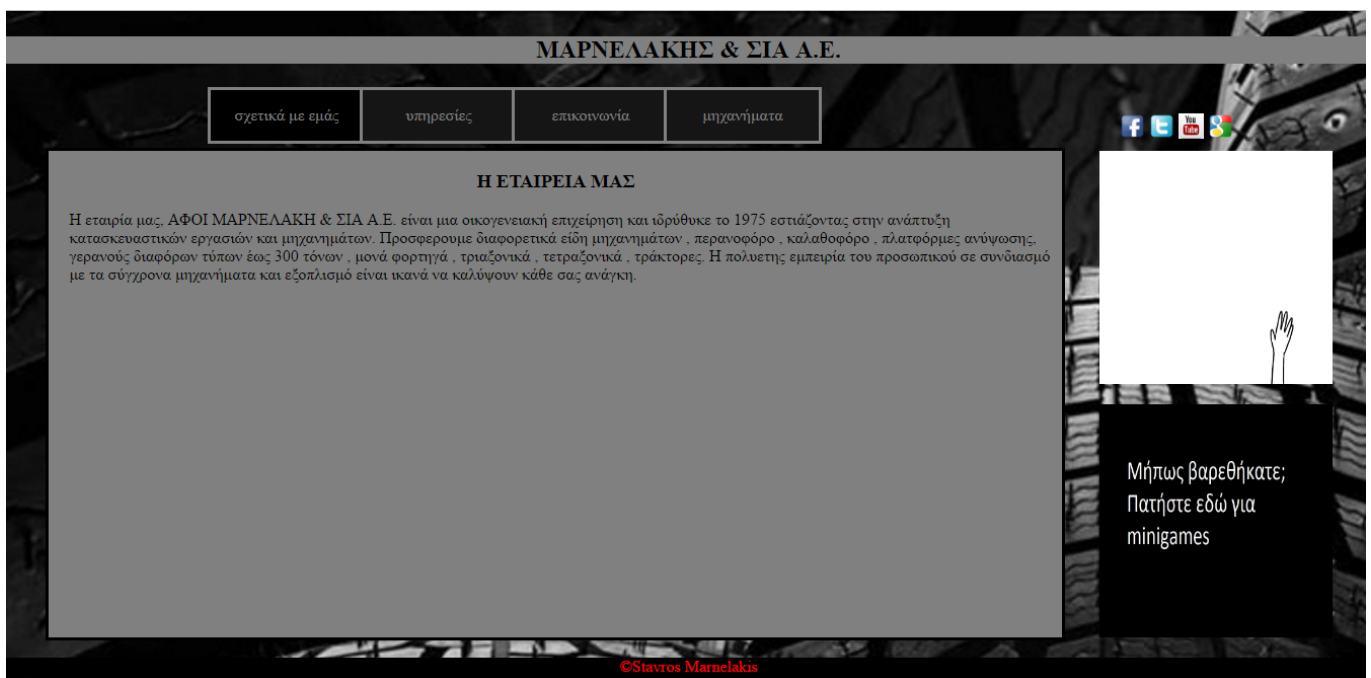 ΜΑΡΝΕΛΑΚΗΣ & ΣΙΑ Α.Ε.
σχετικά με εμάς
υπηρεσίες
επικοινωνία
μηχανήματα
f
t
You
Tube
g
Η ΕΤΑΙΡΕΙΑ ΜΑΣ
Η εταιρία μας, ΑΦΟΙ ΜΑΡΝΕΛΑΚΗ & ΣΙΑ Α.Ε. είναι μια οικογενειακή επιχείρηση και ιδρύθυκε το 1975 εστιάζοντας στην ανάπτυξη
κατασκευαστικών εργασιών και μηχανημάτων. Προσφερουμε διαφορετικά είδη μηχανημάτων , περανοφόρο , καλαθοφόρο , πλατφόρμες ανύψωσης,
γερανούς διαφόρων τύπων έως 300 τόνων , μονά φορτηγά , τριαξονικά , τετραξονικά , τράκτορες. Η πολυετης εμπειρία του προσωπικού σε συνδιασμό
με τα σύγχρονα μηχανήματα και εξοπλισμό είναι ικανά να καλύψουν κάθε σας ανάγκη.
Μήπως βαρεθήκατε;
Πατήστε εδώ για
minigames
©Stavros Marnelakis